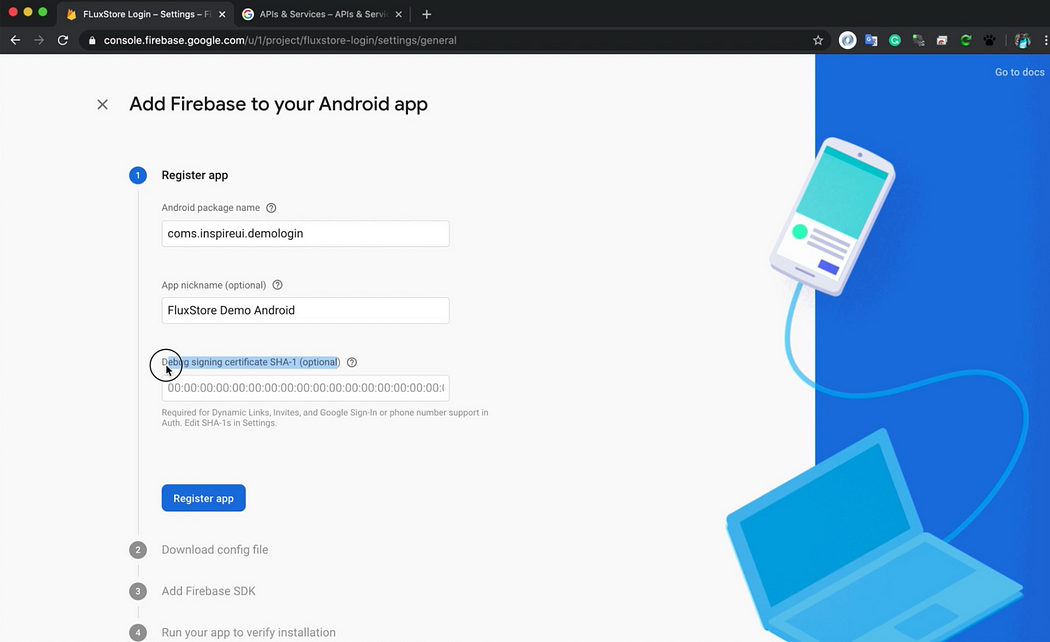 FLuxStore Login – Settings – F
APIs & Services – APIs & Servic
console.firebase.google.com/u/1/project/fluxstore-login/settings/general
Go to docs
Add Firebase to your Android app
1 Register app
Android package name
coms.inspireui.demologin
App nickname (optional)
FluxStore Demo Android
Debug signing certificate SHA-1 (optional)
00:00:00:00:00:00:00:00:00:00:00:00:00:00:00:00:00:
Required for Dynamic Links, Invites, and Google Sign-In or phone number support in
Auth. Edit SHA-1s in Settings.
Register app
2 Download config file
3 Add Firebase SDK
4 Run your app to verify installation